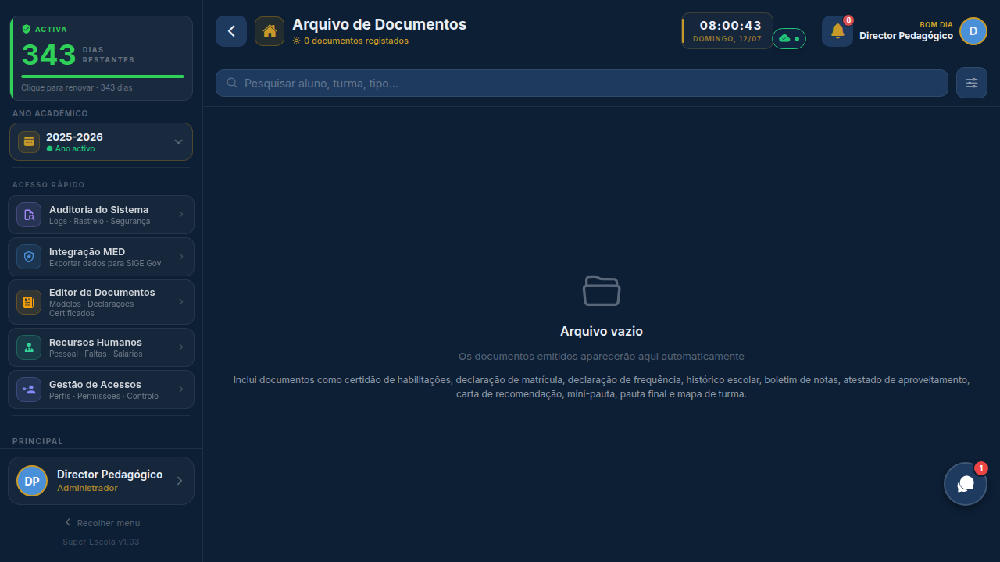 ACTIVA
343 DIAS RESTANTES
Clique para renovar · 343 dias
ANO ACADÉMICO
2025-2026
Ano activo
ACESSO RÁPIDO
Auditoria do Sistema
Logs · Rastreio · Segurança
Integração MED
Exportar dados para SIGE Gov
Editor de Documentos
Modelos · Declarações ·
Certificados
Recursos Humanos
Pessoal · Faltas · Salários
Gestão de Acessos
Perfis · Permissões · Controlo
PRINCIPAL
DP
Director Pedagógico
Administrador
Recolher menu
Super Escola v1.03
Arquivo de Documentos
0 documentos registados
08:00:43
DOMINGO, 12/07
8
BOM DIA
Director Pedagógico
D
Pesquisar aluno, turma, tipo...
Arquivo vazio
Os documentos emitidos aparecerão aqui automaticamente
Inclui documentos como certidão de habilitações, declaração de matrícula, declaração de frequência, histórico escolar, boletim de notas, atestado de aproveitamento,
carta de recomendação, mini-pauta, pauta final e mapa de turma.
1